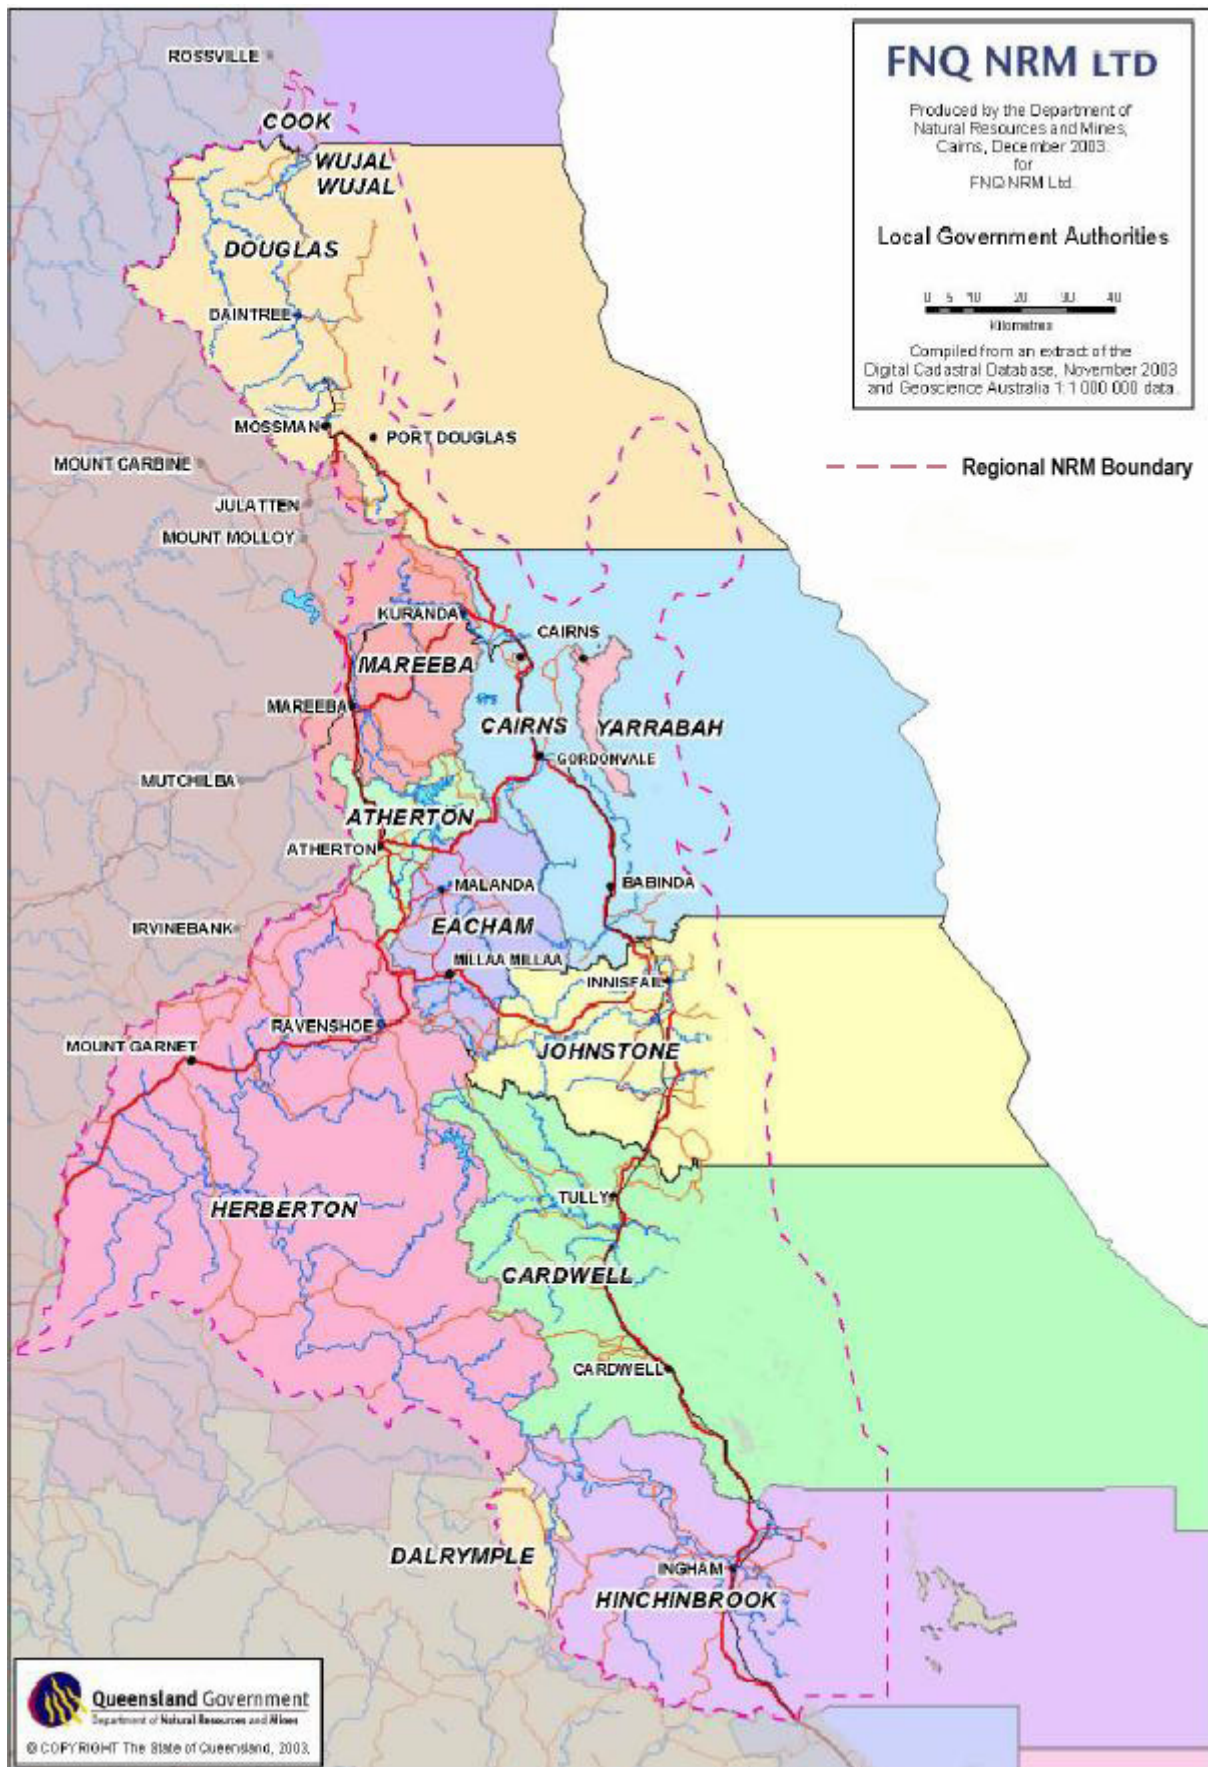 FNQ NRM LTD
Produced by the Department of
Natural Resources and Mines,
Cairns, December 2003.
for
FNQ NRM Ltd.
Local Government Authorities
0 5 10 20 30 40
Kilometres
Compiled from an extract of the
Digital Cadastral Database, November 2003
and Geoscience Australia 1:1 000 000 data.
Regional NRM Boundary
ROSSVILLE
COOK
WUJAL
WUJAL
DOUGLAS
DAINTREE
MOSSMAN
PORT DOUGLAS
MOUNT CARBINE
JULATTEN
MOUNT MOLLOY
KURANDA
CAIRNS
MAREEBA
MAREEBA
CAIRNS
YARRABAH
GORDONVALE
MUTCHILBA
ATHERTON
ATHERTON
MALANDA
BABINDA
EACHAM
IRVINEBANK
MILLAA MILLAA
INNISFAIL
RAVENSHOE
MOUNT GARNET
JOHNSTONE
TULLY
HERBERTON
CARDWELL
CARDWELL
DALRYMPLE
INGHAM
HINCHINBROOK
Queensland Government
Department of Natural Resources and Mines
© COPYRIGHT The State of Queensland, 2003.